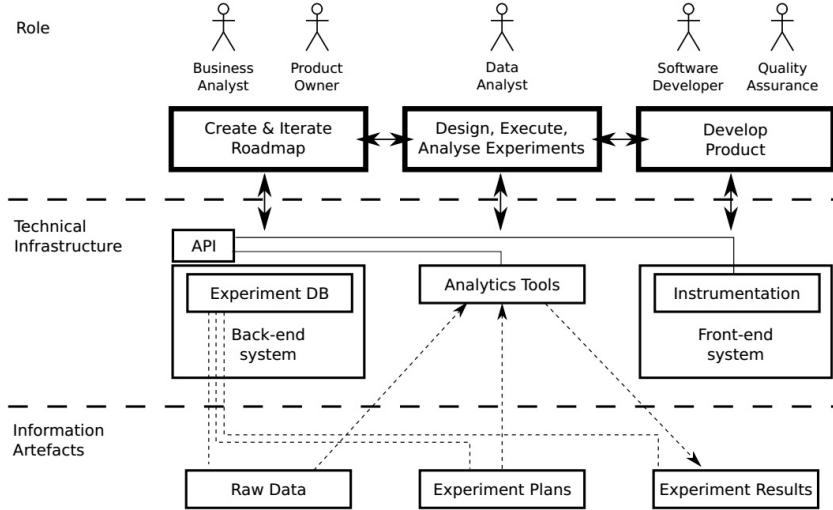 Role
Business
Analyst
Product
Owner
Data
Analyst
Software
Developer
Quality
Assurance
Create & Iterate
Roadmap
Design, Execute,
Analyse Experiments
Develop
Product
Technical
Infrastructure
API
Experiment DB
Back-end
system
Analytics Tools
Instrumentation
Front-end
system
Information
Artefacts
Raw Data
Experiment Plans
Experiment Results